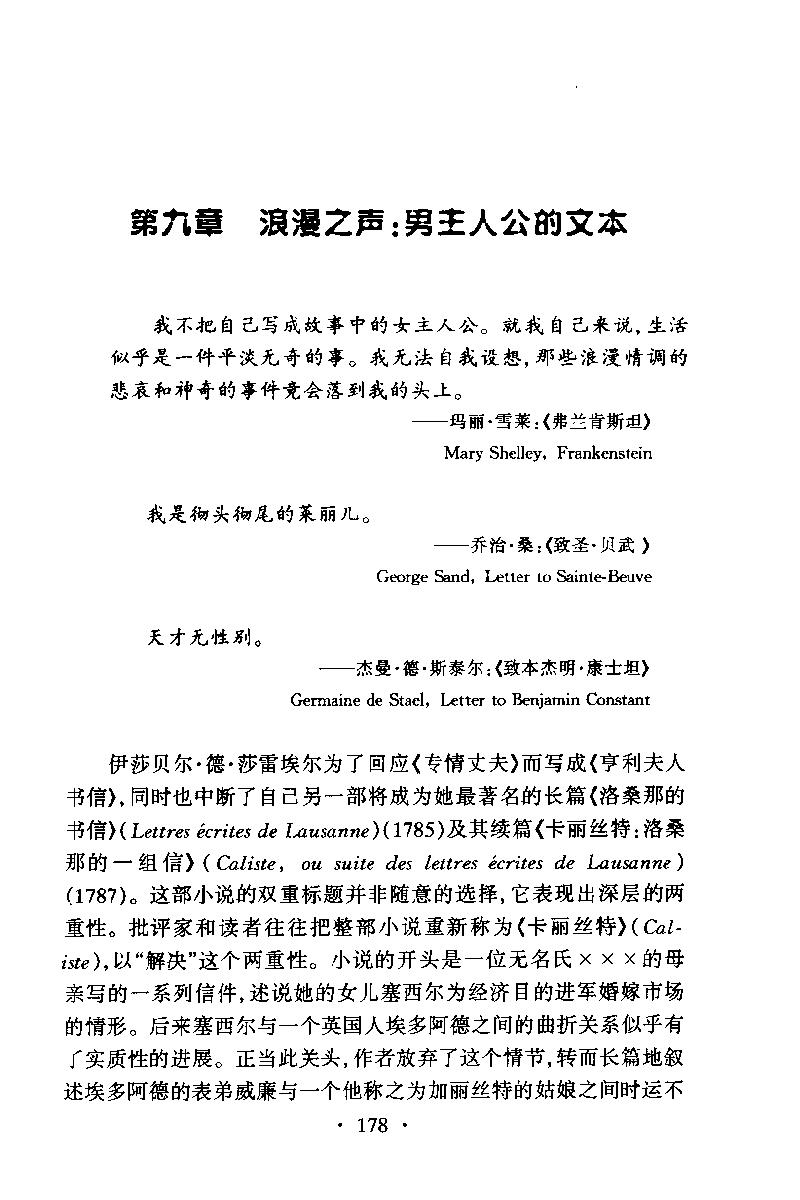 第九章 浪漫之声:男主人公的文本
我不把自己写成故事中的女主人公。就我自己来说,生活
似乎是一件平淡无奇的事。我无法自我设想,那些浪漫情调的
悲哀和神奇的事件竟会落到我的头上。
——玛丽·雪莱:《弗兰肯斯坦》
Mary Shelley, Frankenstein
我是彻头彻尾的莱丽儿。
——乔治·桑:《致圣·贝武》
George Sand, Letter to Sainte-Beuve
天才无性别。
——杰曼·德·斯泰尔:《致本杰明·康士坦》
Germaine de Stael, Letter to Benjamin Constant
伊莎贝尔·德·莎雷埃尔为了回应《专情丈夫》而写成《亨利夫人
书信》,同时也中断了自己另一部将成为她最著名的长篇《洛桑那的
书信》(Lettres écrites de Lausanne)(1785)及其续篇《卡丽丝特:洛桑
那的一组信》(Caliste, ou suite des lettres écrites de Lausanne)
(1787)。这部小说的双重标题并非随意的选择,它表现出深层的两
重性。批评家和读者往往把整部小说重新称为《卡丽丝特》(Cal-
iste),以“解决”这个两重性。小说的开头是一位无名氏×××的母
亲写的一系列信件,述说她的女儿塞西尔为经济目的进军婚嫁市场
的情形。后来塞西尔与一个英国人埃多阿德之间的曲折关系似乎有
了实质性的进展。正当此关头,作者放弃了这个情节,转而长篇地叙
述埃多阿德的表弟威廉与一个他称之为加丽丝特的姑娘之间时运不
· 178 ·